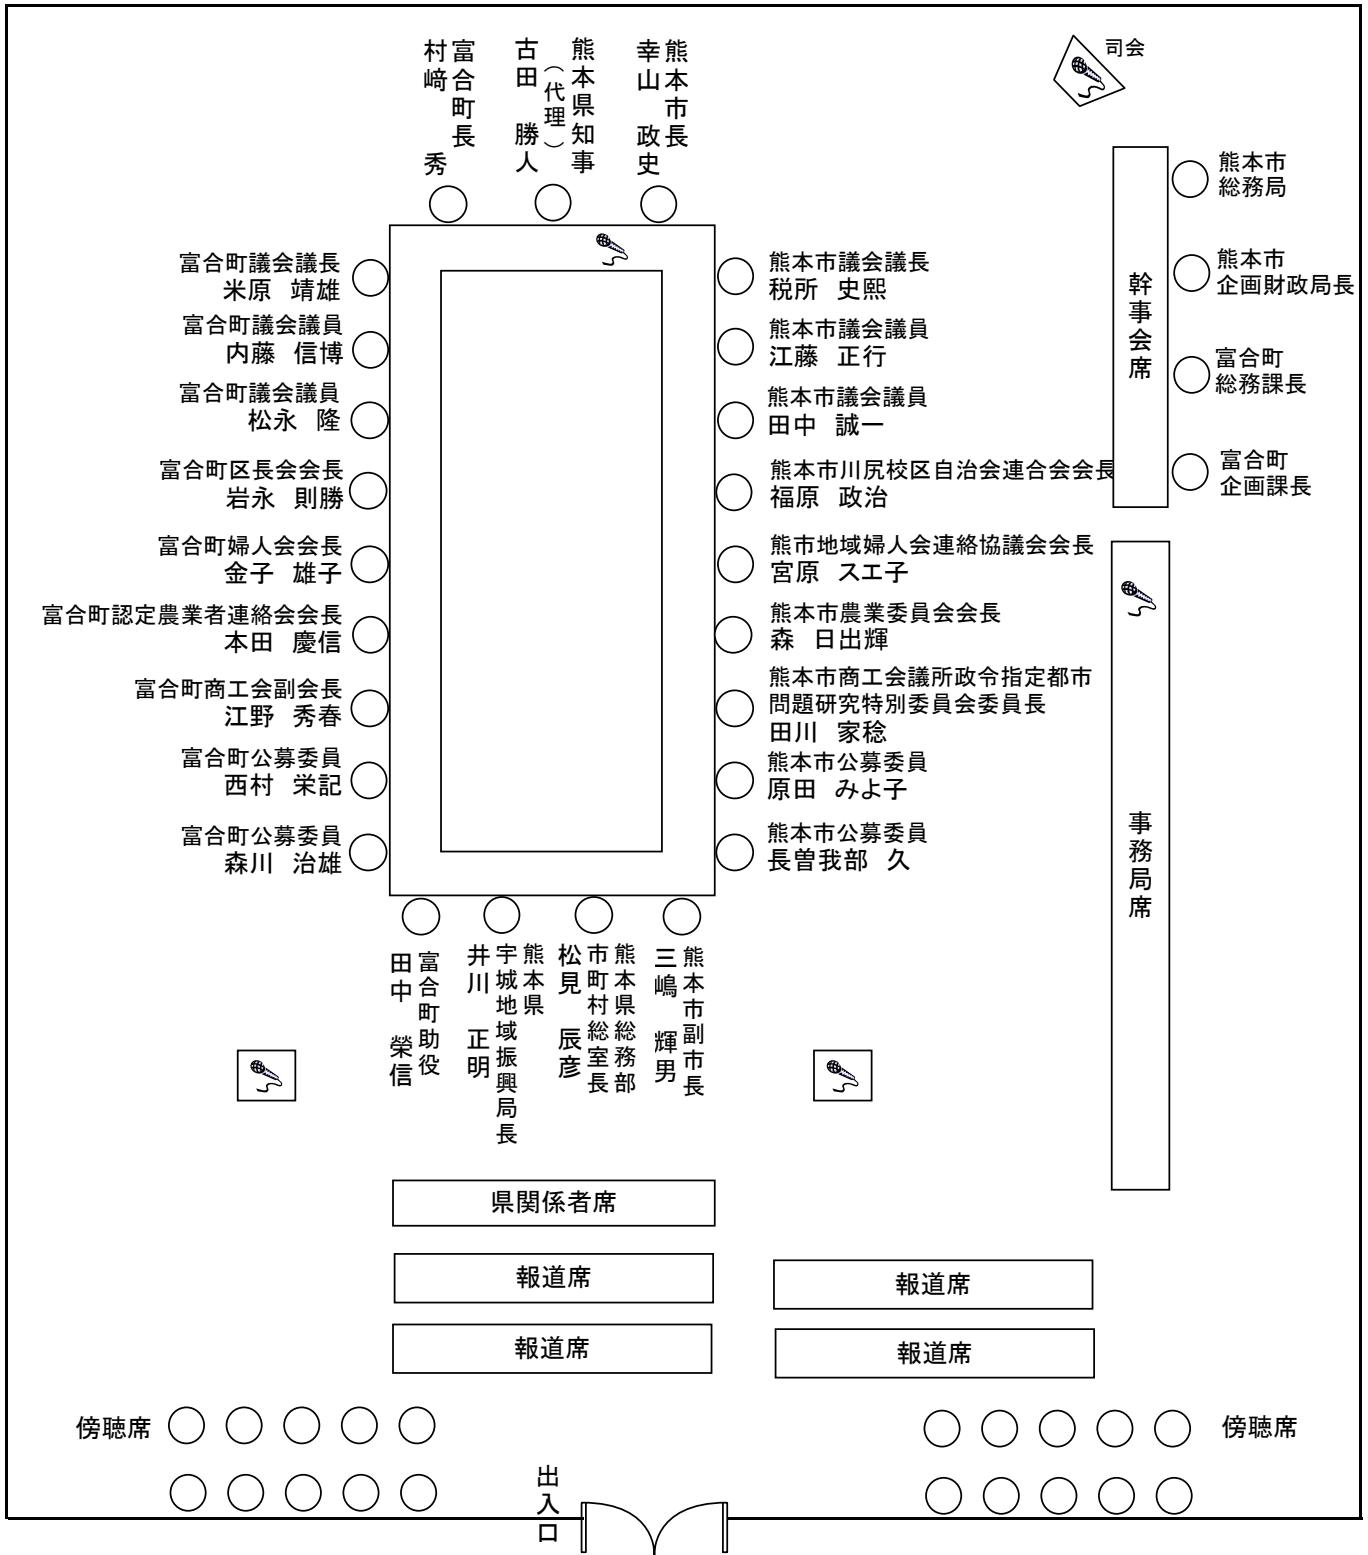 司会
熊本市長
幸山 政史
熊本県知事
(代理)
古田 勝人
富合町長
村﨑 秀
富合町議会議長
米原 靖雄
富合町議会議員
内藤 信博
富合町議会議員
松永 隆
富合町区長会会長
岩永 則勝
富合町婦人会会長
金子 雄子
富合町認定農業者連絡会会長
本田 慶信
富合町商工会副会長
江野 秀春
富合町公募委員
西村 栄記
富合町公募委員
森川 治雄
熊本市議会議長
税所 史熙
熊本市議会議員
江藤 正行
熊本市議会議員
田中 誠一
熊本市川尻校区自治会連合会会長
福原 政治
熊市地域婦人会連絡協議会会長
宮原 スエ子
熊本市農業委員会会長
森 日出輝
熊本市商工会議所政令指定都市
問題研究特別委員会委員長
田川 家稔
熊本市公募委員
原田 みよ子
熊本市公募委員
長曽我部 久
幹事会席
熊本市
総務局
熊本市
企画財政局長
富合町
総務課長
富合町
企画課長
事務局席
熊本市副市長
三嶋 輝男
熊本県総務部
市町村総室長
松見 辰彦
熊本県
宇城地域振興局長
井川 正明
富合町助役
田中 榮信
県関係者席
報道席
報道席
報道席
報道席
傍聴席
傍聴席
出入口